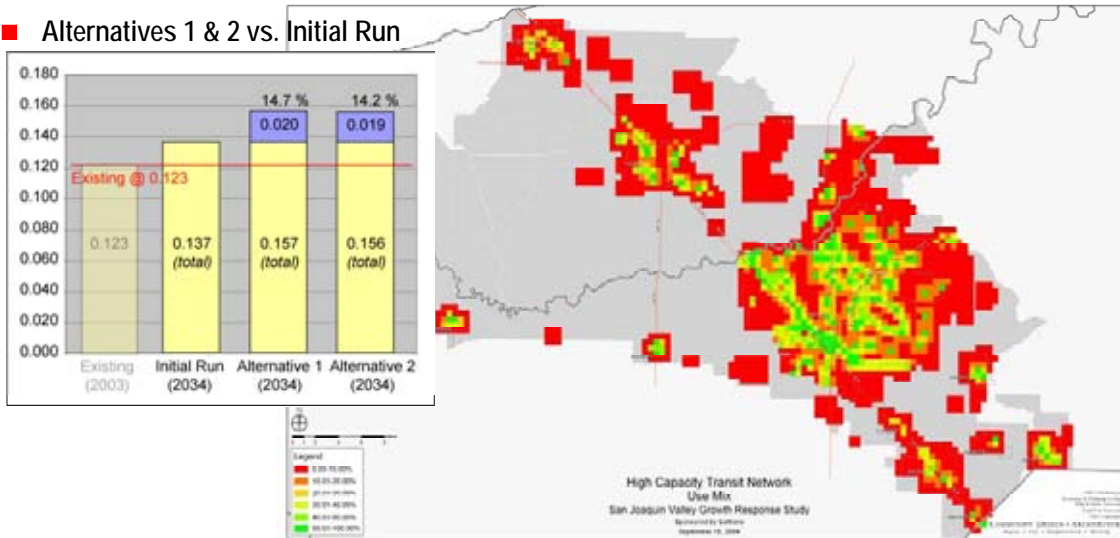 Alternatives 1 & 2 vs. Initial Run
0.180
0.160
0.140
0.120
0.100
0.080
0.060
0.040
0.020
0.000
14.7 %
14.2 %
0.020
0.019
Existing @ 0.123
0.123
0.137
(total)
0.157
(total)
0.156
(total)
Existing
(2003)
Initial Run
(2034)
Alternative 1
(2034)
Alternative 2
(2034)
Legend
High Capacity Transit Network
Use Mix
San Joaquin Valley Growth Response Study
Sponsored by Caltrans